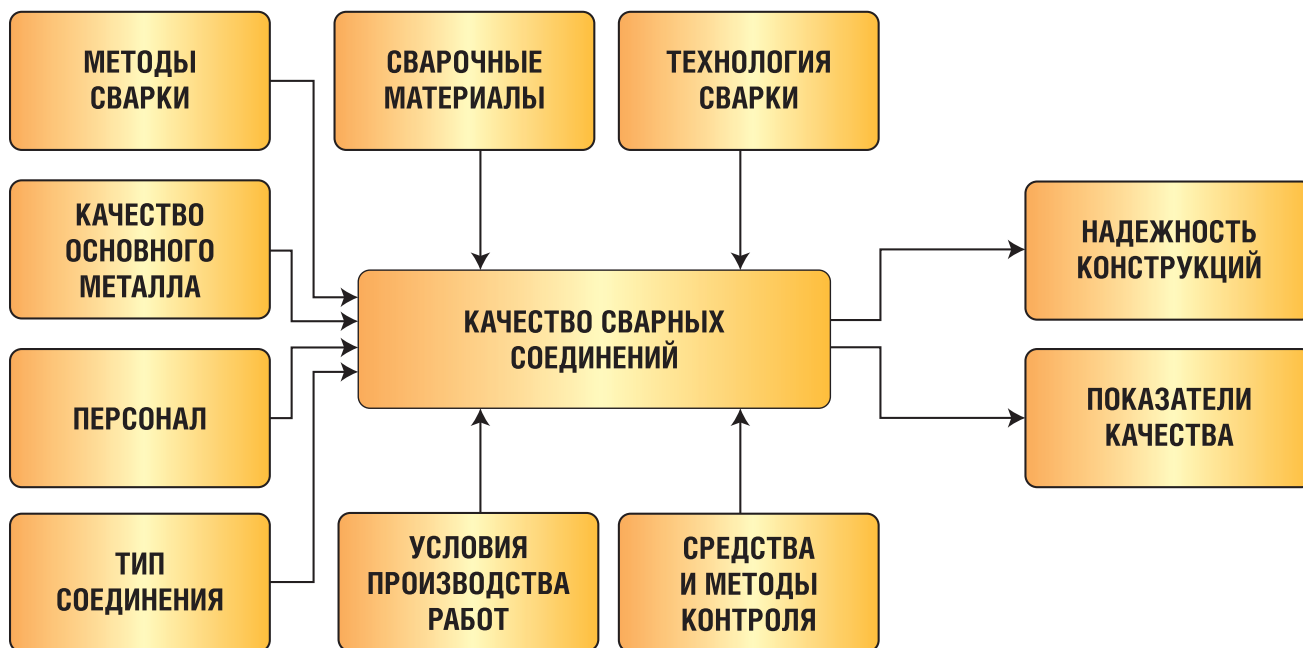 МЕТОДЫ
СВАРКИ
СВАРОЧНЫЕ
МАТЕРИАЛЫ
ТЕХНОЛОГИЯ
СВАРКИ
КАЧЕСТВО
ОСНОВНОГО
МЕТАЛЛА
НАДЕЖНОСТЬ
КОНСТРУКЦИЙ
КАЧЕСТВО СВАРНЫХ
СОЕДИНЕНИЙ
ПЕРСОНАЛ
ПОКАЗАТЕЛИ
КАЧЕСТВА
ТИП
СОЕДИНЕНИЯ
УСЛОВИЯ
ПРОИЗВОДСТВА
РАБОТ
СРЕДСТВА
И МЕТОДЫ
КОНТРОЛЯ